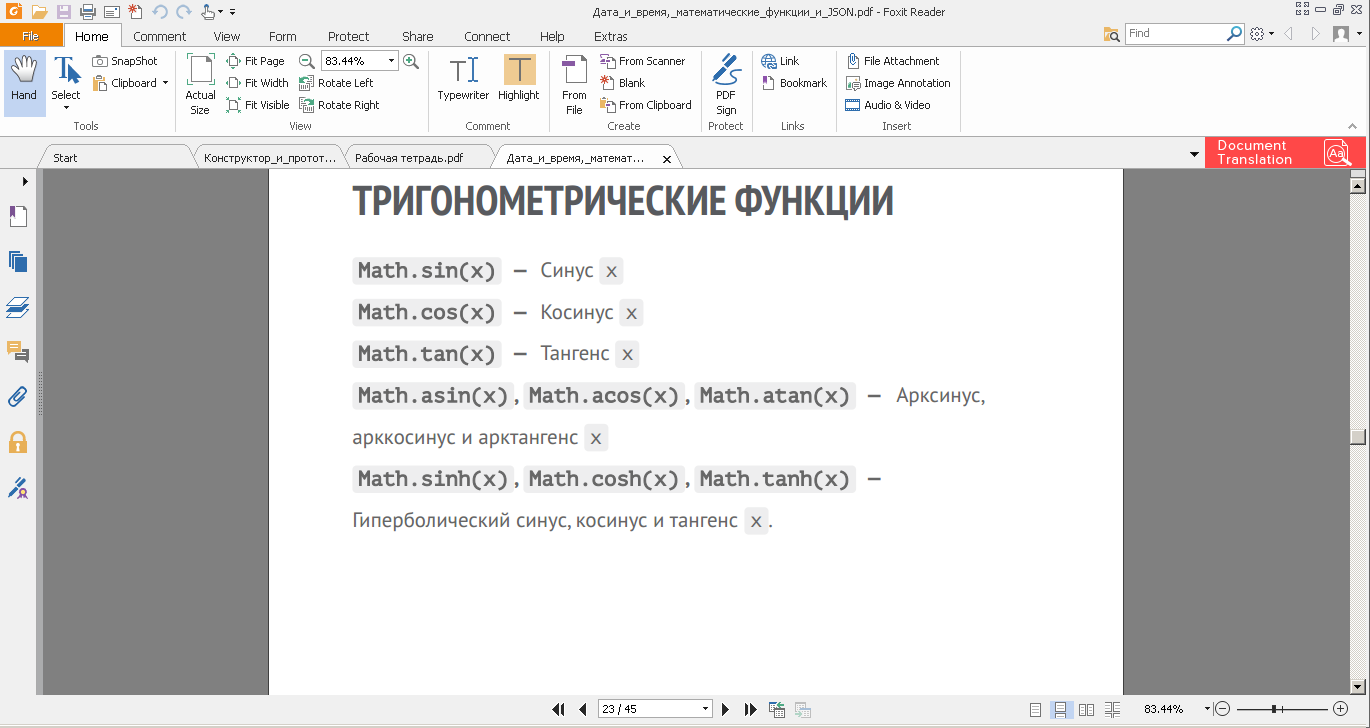 Дата_и_время,_математические_функции_и_JSON.pdf - Foxit Reader
File Home Comment View Form Protect Share Connect Help Extras Find
Hand
Select
SnapShot
Clipboard
Tools
Actual Size
Fit Page
Fit Width
Fit Visible
83.44%
Rotate Left
Rotate Right
View
Typewriter
Highlight
Comment
From File
From Scanner
Blank
From Clipboard
Create
PDF Sign
Protect
Link
Bookmark
Links
File Attachment
Image Annotation
Audio & Video
Insert
Start Конструктор_и_протот... Рабочая тетрадь.pdf Дата_и_время,_математ...
Document
Translation
Aa
ТРИГОНОМЕТРИЧЕСКИЕ ФУНКЦИИ
Math.sin(x) — Синус x
Math.cos(x) — Косинус x
Math.tan(x) — Тангенс x
Math.asin(x), Math.acos(x), Math.atan(x) — Арксинус,
арккосинус и арктангенс x
Math.sinh(x), Math.cosh(x), Math.tanh(x) —
Гиперболический синус, косинус и тангенс x.
23 / 45 83.44%